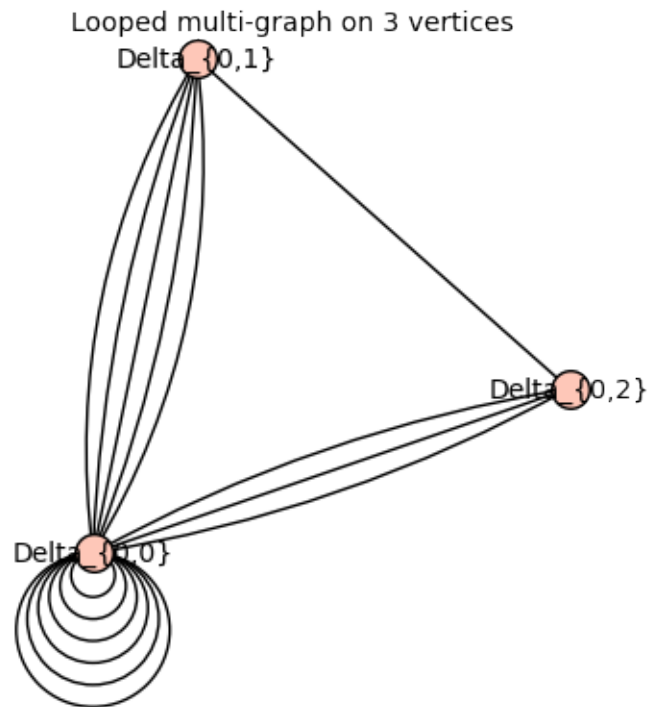 Looped multi-graph on 3 vertices
Delta_{0,1}
Delta_{0,2}
Delta_{0,0}